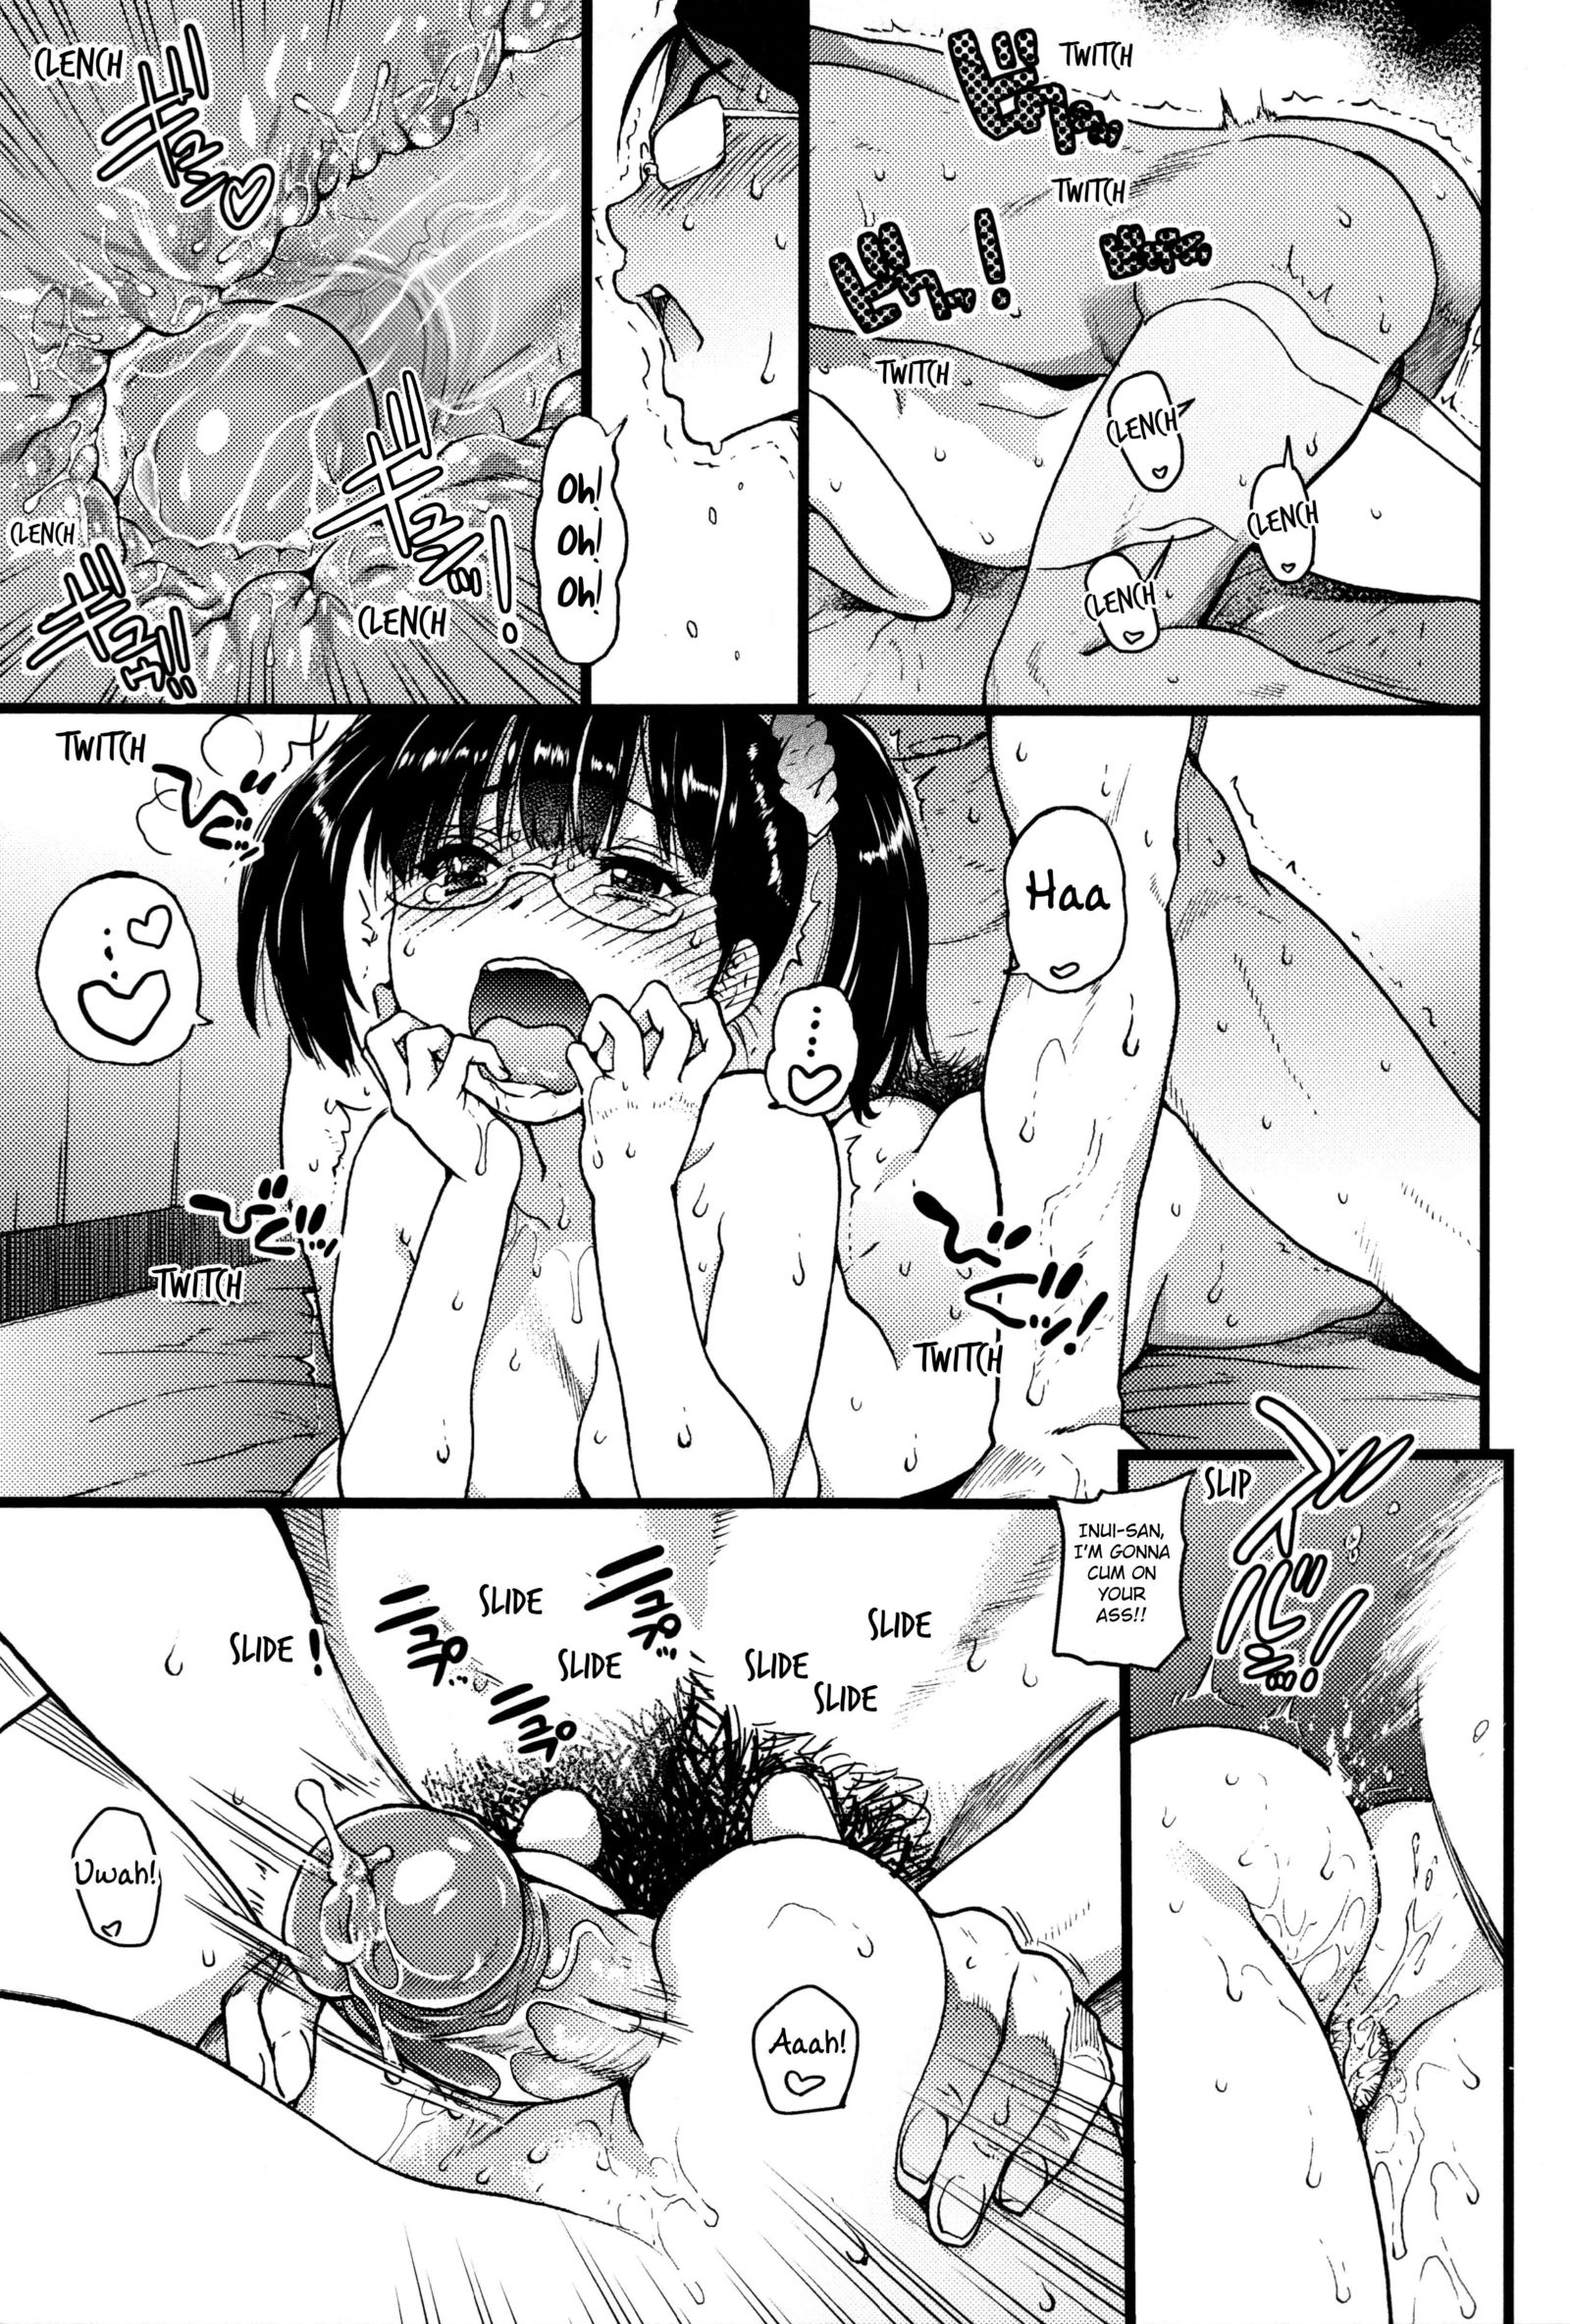 TWITCH
TWITCH
TWITCH
CLENCH
CLENCH
CLENCH
Oh!
Oh!
Oh!
CLENCH
CLENCH
CLENCH
Haa
TWITCH
TWITCH
TWITCH
SLIP
INUI-SAN,
I'M GONNA
CUM ON
YOUR
ASS!!
SLIDE
SLIDE
SLIDE
SLIDE
SLIDE
SLIDE
Aaah!
Uwah!